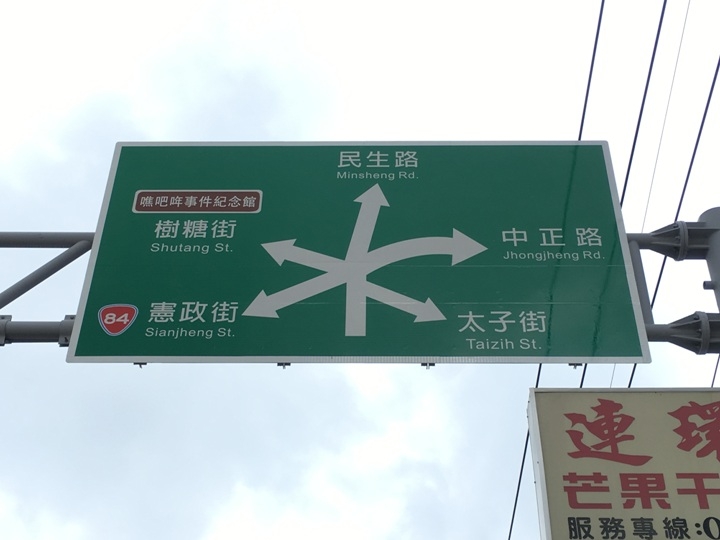 民生路
Minsheng Rd.
噍吧哖事件紀念館
樹糖街
Shutang St.
中正路
Jhongjheng Rd.
84
憲政街
Sianjheng St.
太子街
Taizih St.
連環
芒果干
服務專線:0